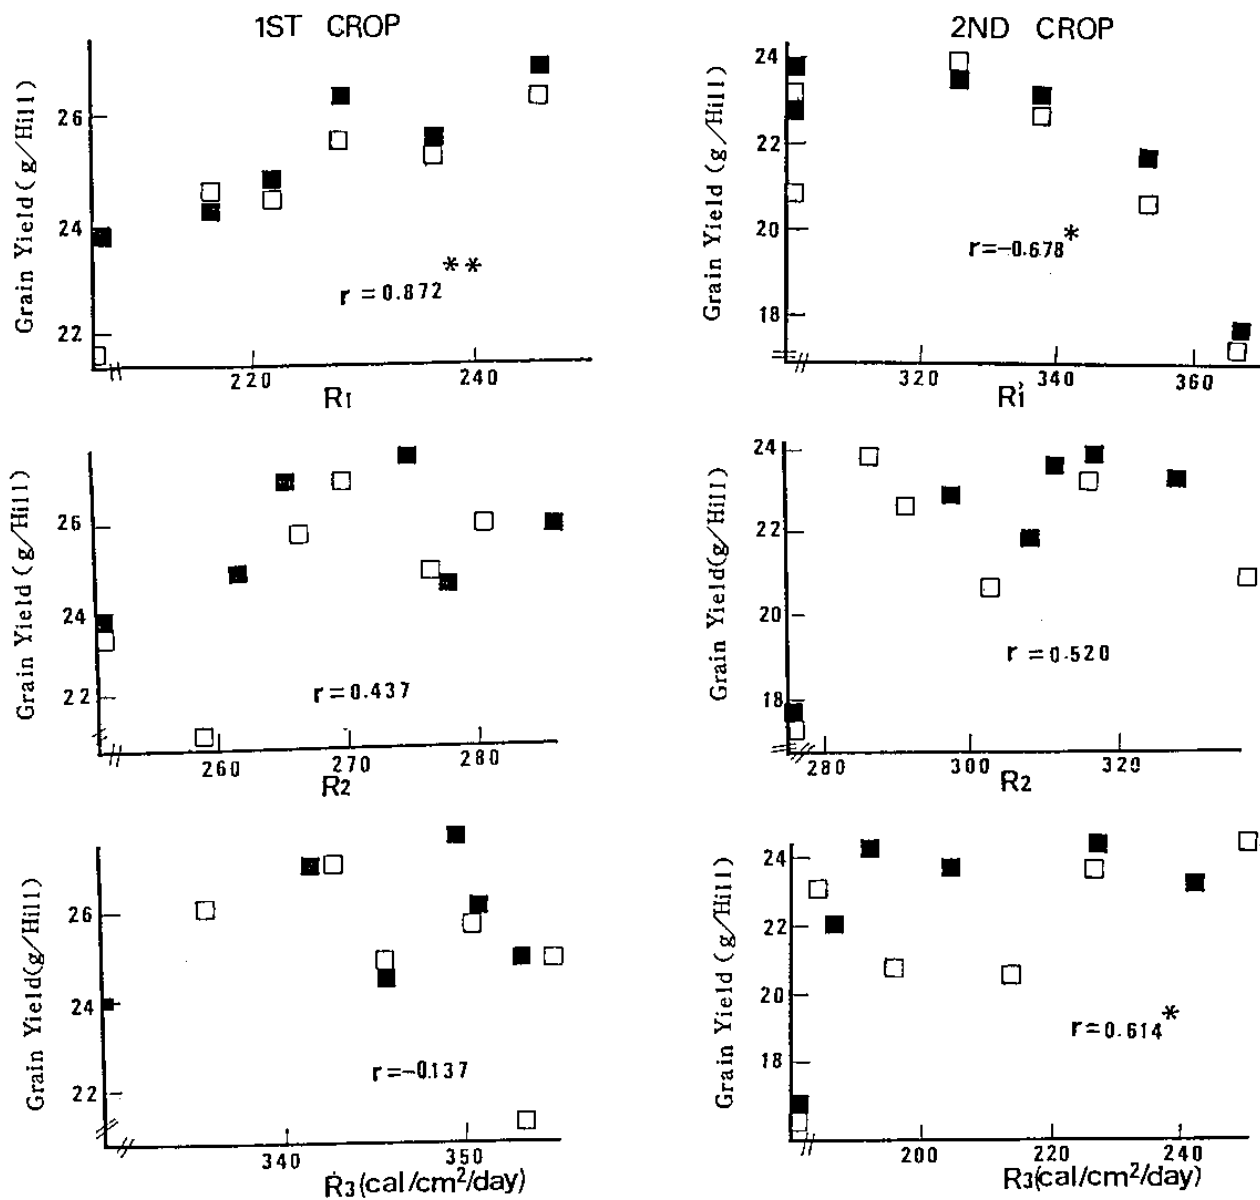 1ST CROP
Grain Yield (g/Hill)
26
24
22
r = 0.872**
220 240
R1
2ND CROP
Grain Yield (g/Hill)
24
22
20
18
r=-0.678*
320 340 360
R1
Grain Yield (g/Hill)
26
24
22
r=0.437
260 270 280
R2
Grain Yield(g/Hill)
24
22
20
18
r = 0.520
280 300 320
R2
Grain Yield(g/Hill)
26
24
22
r=-0.137
340 350
R3(cal/cm²/day)
Grain Yield (g/Hill)
24
22
20
18
r=0.614*
200 220 240
R3(cal/cm²/day)